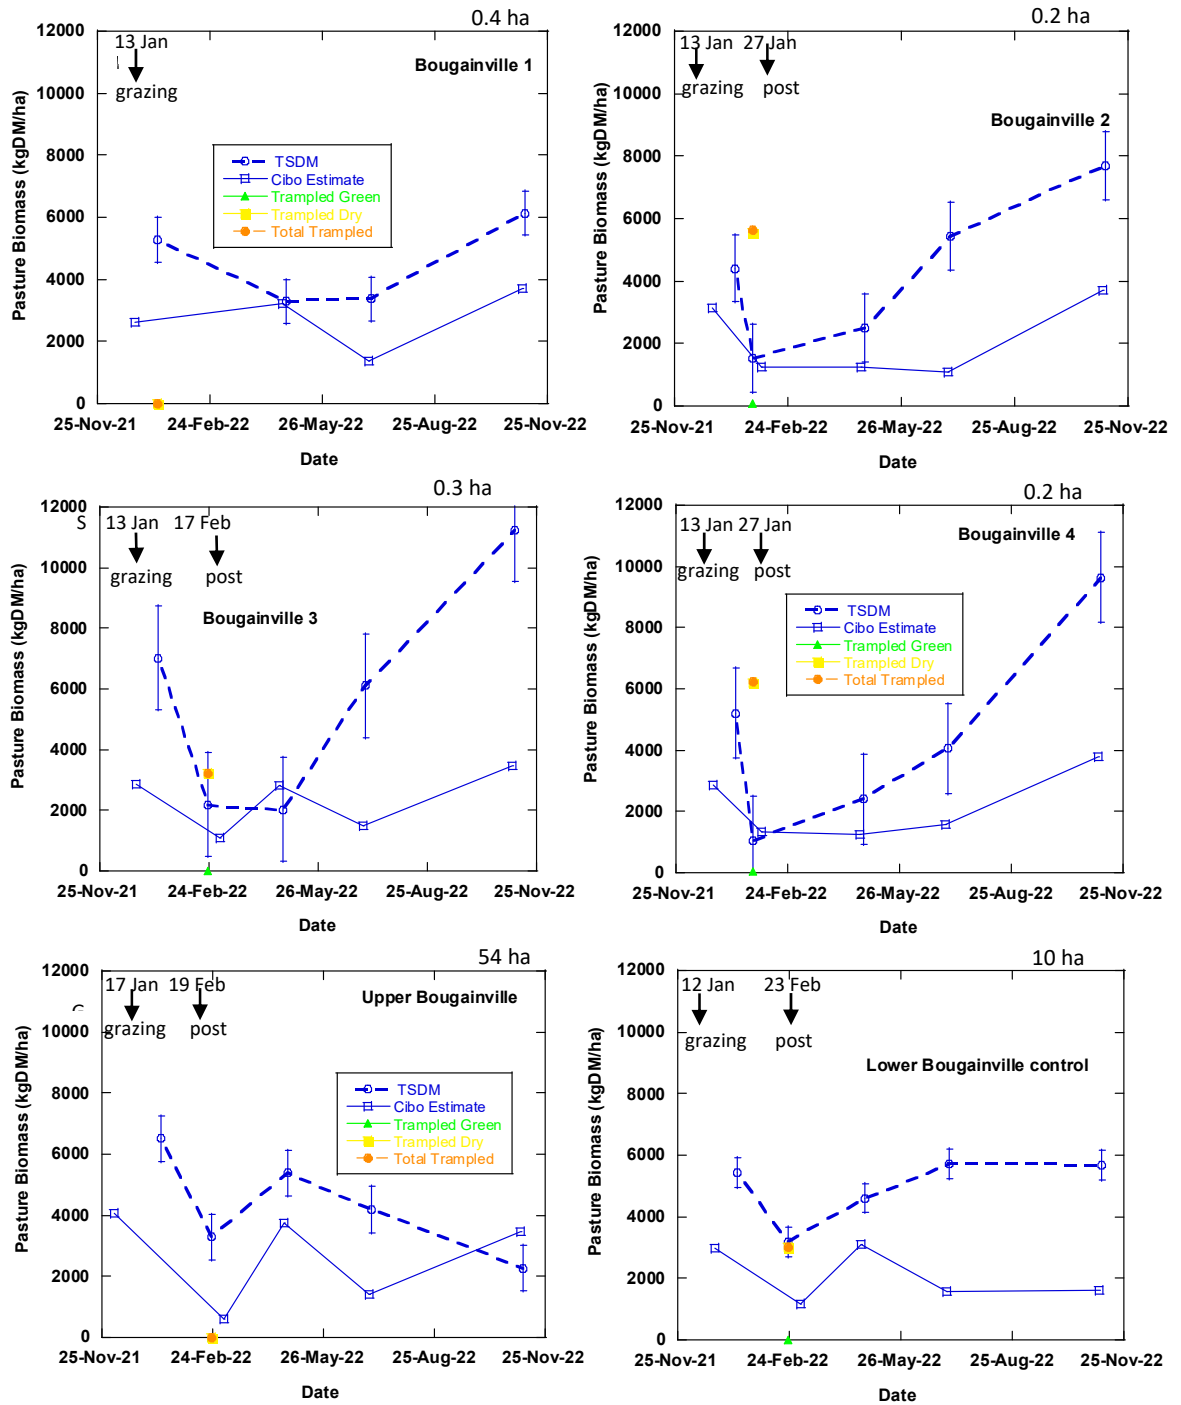 0.4 ha
12000
10000
8000
6000
4000
2000
0
Pasture Biomass (kgDM/ha)
13 Jan
grazing
Bougainville 1
TSDM
Cibo Estimate
Trampled Green
Trampled Dry
Total Trampled
25-Nov-21 24-Feb-22 26-May-22 25-Aug-22 25-Nov-22
Date
0.2 ha
12000
10000
8000
6000
4000
2000
0
Pasture Biomass (kgDM/ha)
13 Jan 27 Jan
grazing post
Bougainville 2
25-Nov-21 24-Feb-22 26-May-22 25-Aug-22 25-Nov-22
Date
0.3 ha
12000
10000
8000
6000
4000
2000
0
Pasture Biomass (kgDM/ha)
S 13 Jan 17 Feb
grazing post
Bougainville 3
25-Nov-21 24-Feb-22 26-May-22 25-Aug-22 25-Nov-22
Date
0.2 ha
12000
10000
8000
6000
4000
2000
0
Pasture Biomass (kgDM/ha)
13 Jan 27 Jan
grazing post
Bougainville 4
TSDM
Cibo Estimate
Trampled Green
Trampled Dry
Total Trampled
25-Nov-21 24-Feb-22 26-May-22 25-Aug-22 25-Nov-22
Date
54 ha
12000
10000
8000
6000
4000
2000
0
Pasture Biomass (kgDM/ha)
17 Jan 19 Feb
grazing post
Upper Bougainville
TSDM
Cibo Estimate
Trampled Green
Trampled Dry
Total Trampled
25-Nov-21 24-Feb-22 26-May-22 25-Aug-22 25-Nov-22
Date
10 ha
12000
10000
8000
6000
4000
2000
0
Pasture Biomass (kgDM/ha)
12 Jan 23 Feb
grazing post
Lower Bougainville control
25-Nov-21 24-Feb-22 26-May-22 25-Aug-22 25-Nov-22
Date